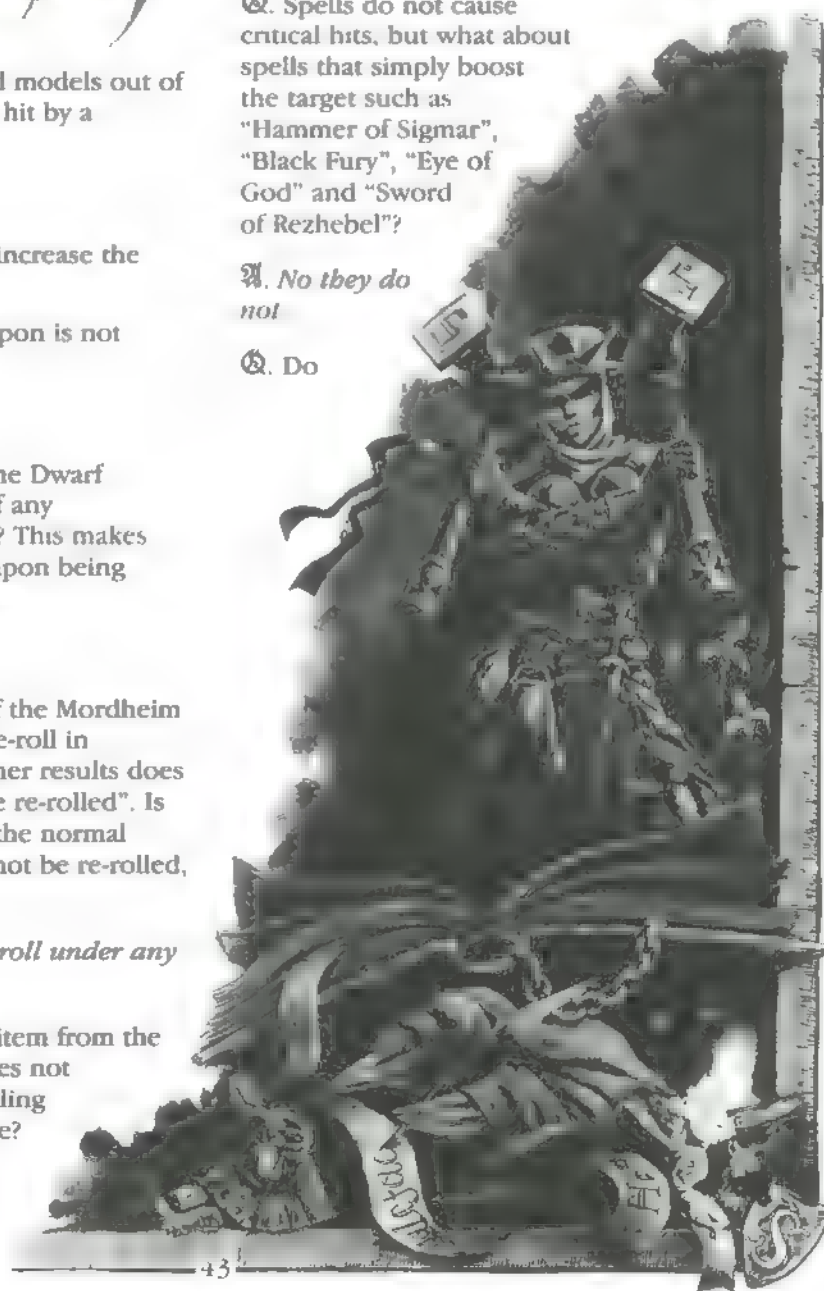 l models out of
hit by a
increase the
pon is not
ne Dwarf
f any
? This makes
apon being
f the Mordheim
e-roll in
her results does
e re-rolled". Is
the normal
not be re-rolled,
roll under any
item from the
es not
ling
e?
Q. Spells do not cause
critical hits, but what about
spells that simply boost
the target such as
"Hammer of Sigmar",
"Black Fury", "Eye of
God" and "Sword
of Rezhebel"?
A. No they do
not
Q. Do
43